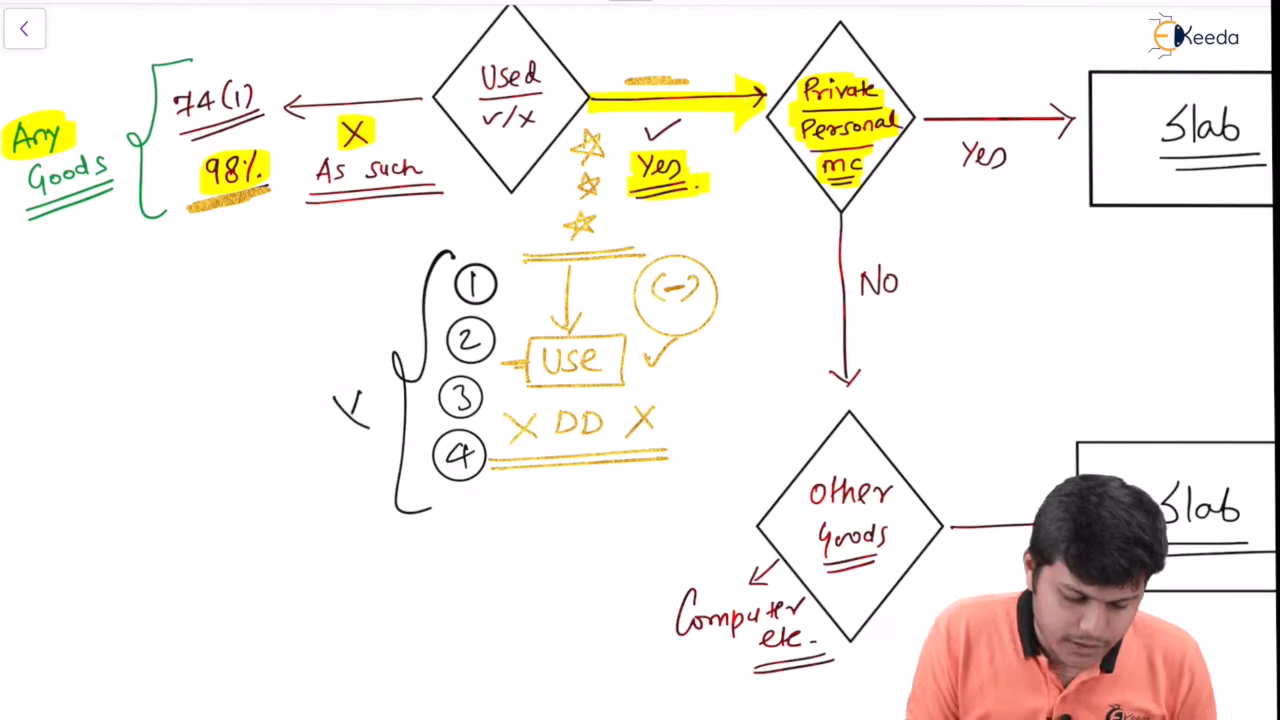 Ekeeda
Used
r/x
74(1)
98%.
X
As such
Any
Goods
Yes
Private
Personal
mc
Yes
Slab
NO
1
2
3
4
(-)
USE
X DD X
Other
Goods
Slab
Computer
etc.